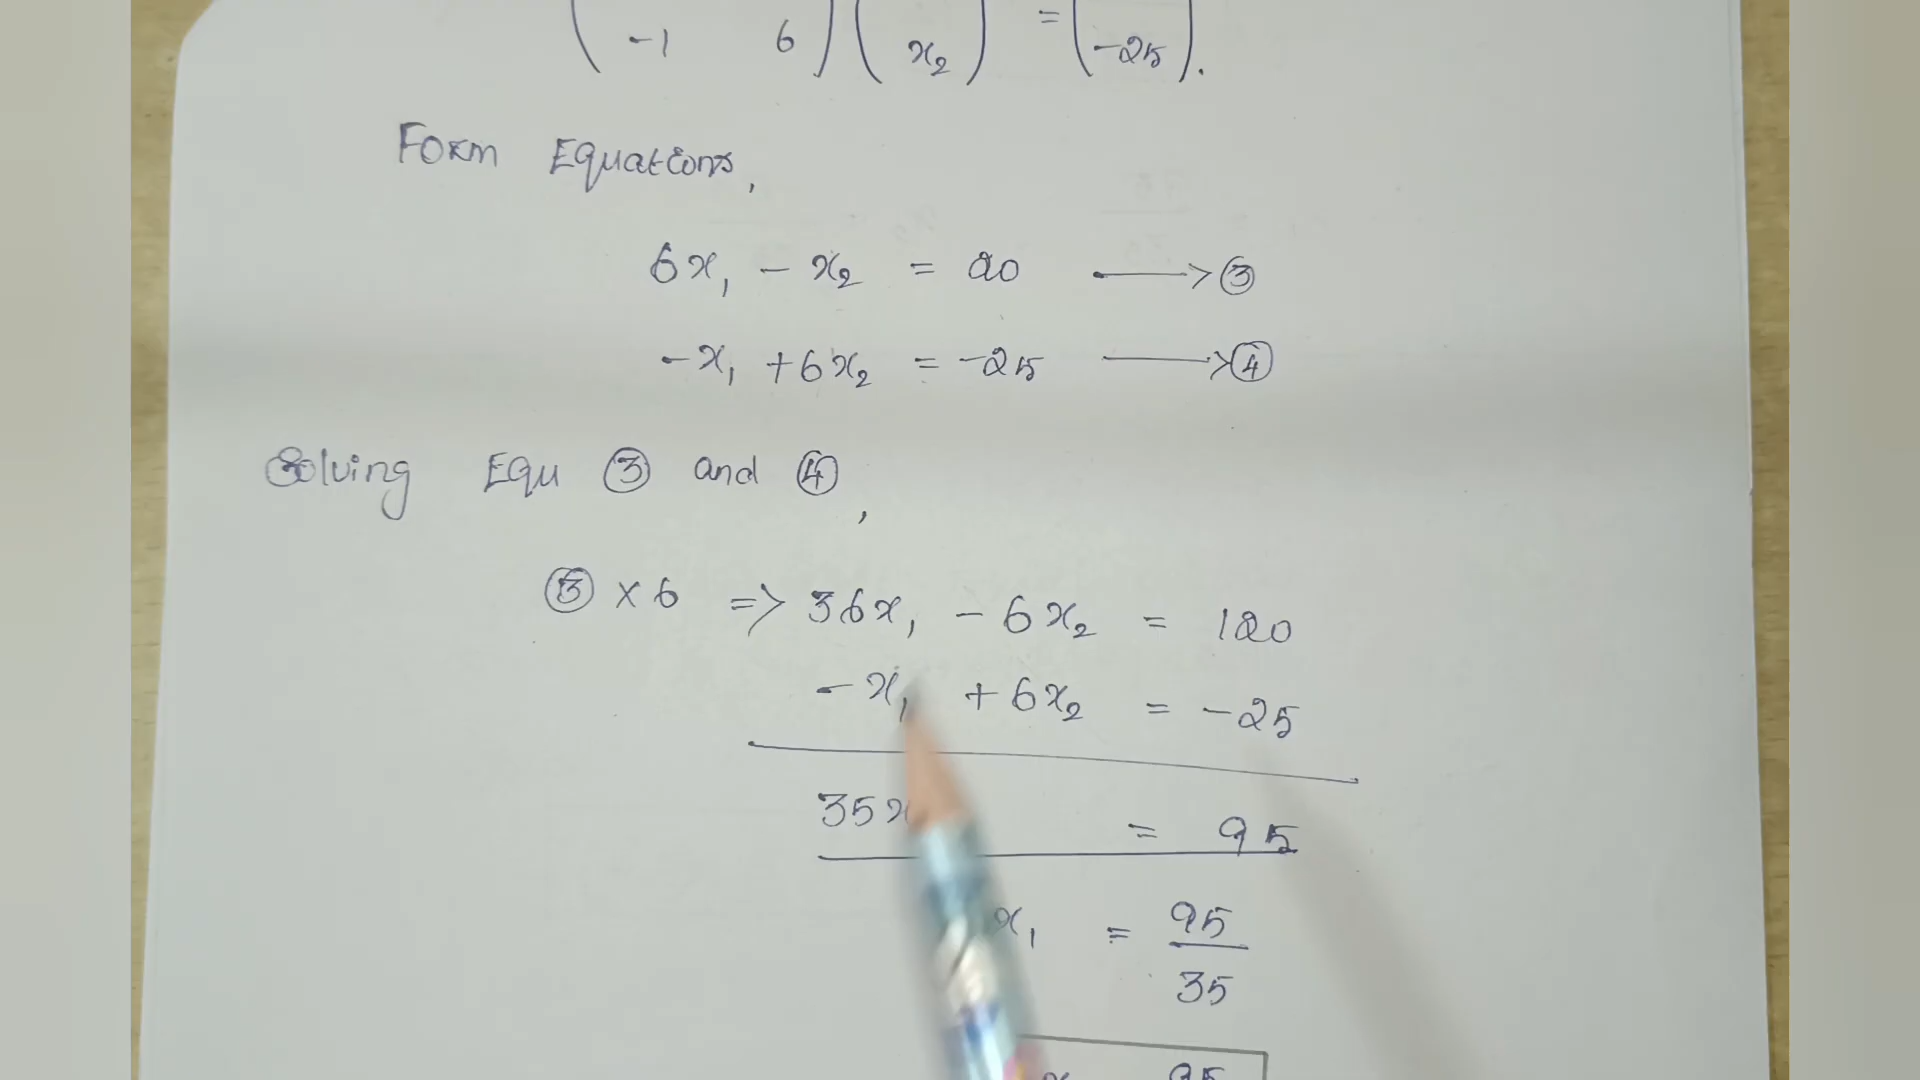 ( -1 6 ) ( x₂ ) = ( -25 ).
Form Equations,
6x₁ - x₂ = 20 → ③
-x₁ + 6x₂ = -25 → ④
Solving Equ ③ and ④,
③ × 6 => 36x₁ - 6x₂ = 120
-x₁ + 6x₂ = -25
35x = 95
x₁ = 95/35